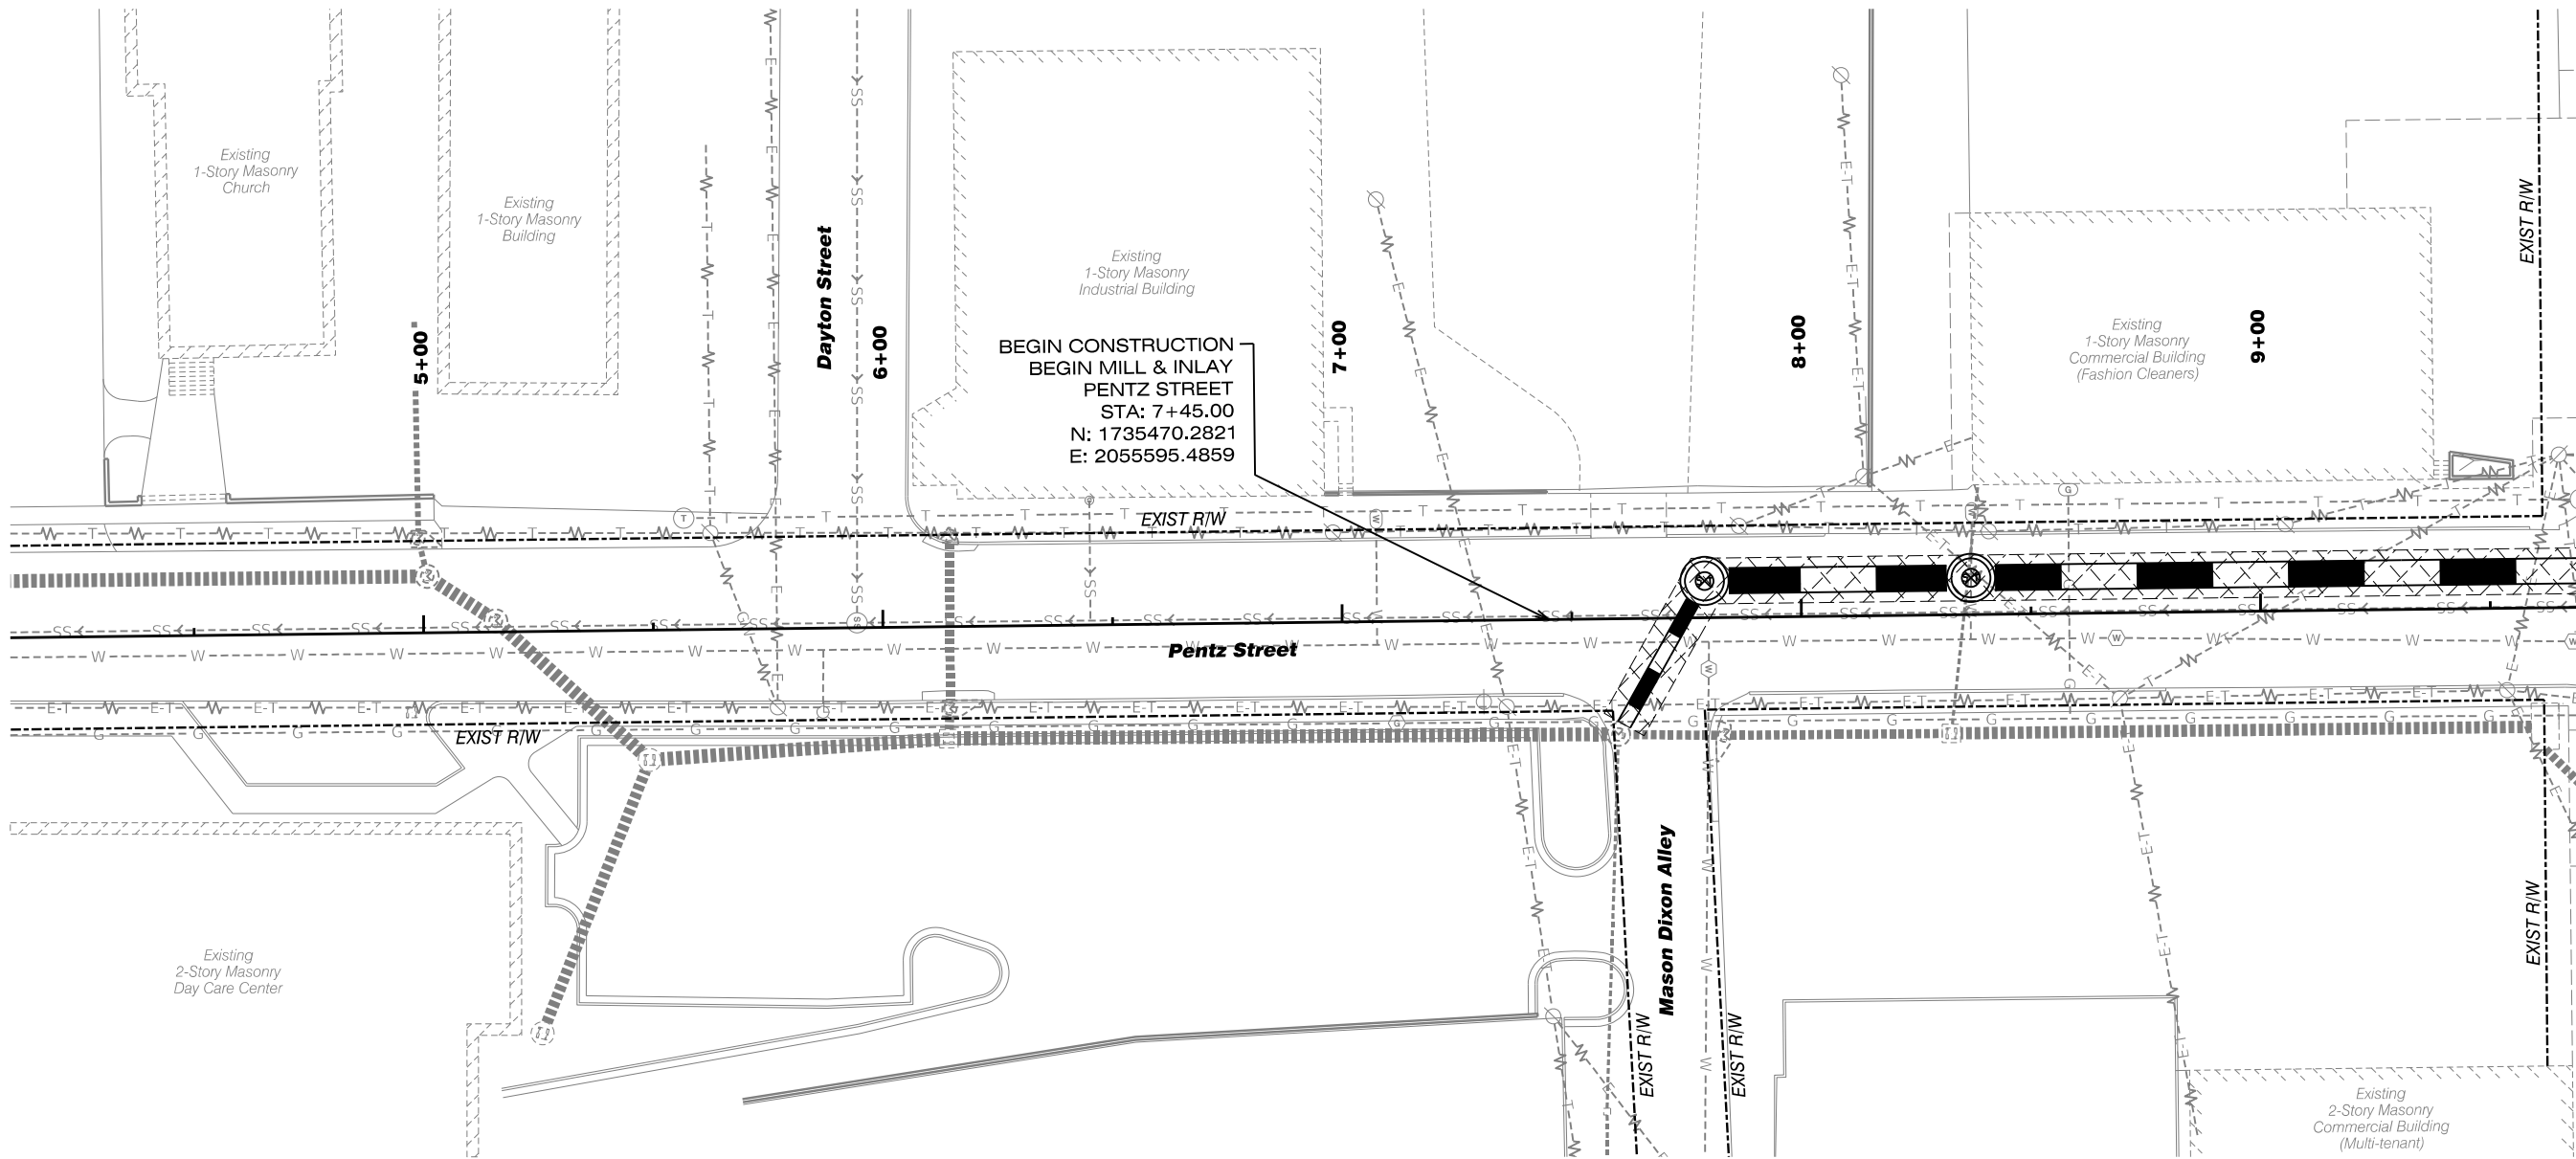 Existing
1-Story Masonry
Church
Existing
1-Story Masonry
Building
5+00
Dayton Street
6+00
Existing
1-Story Masonry
Industrial Building
BEGIN CONSTRUCTION
BEGIN MILL & INLAY
PENTZ STREET
STA: 7+45.00
N: 1735470.2821
E: 2055595.4859
7+00
8+00
Existing
1-Story Masonry
Commercial Building
(Fashion Cleaners)
9+00
EXIST R/W
EXIST R/W
Pentz Street
EXIST R/W
Mason Dixon Alley
EXIST R/W
EXIST R/W
EXIST R/W
Existing
2-Story Masonry
Day Care Center
Existing
2-Story Masonry
Commercial Building
(Multi-tenant)